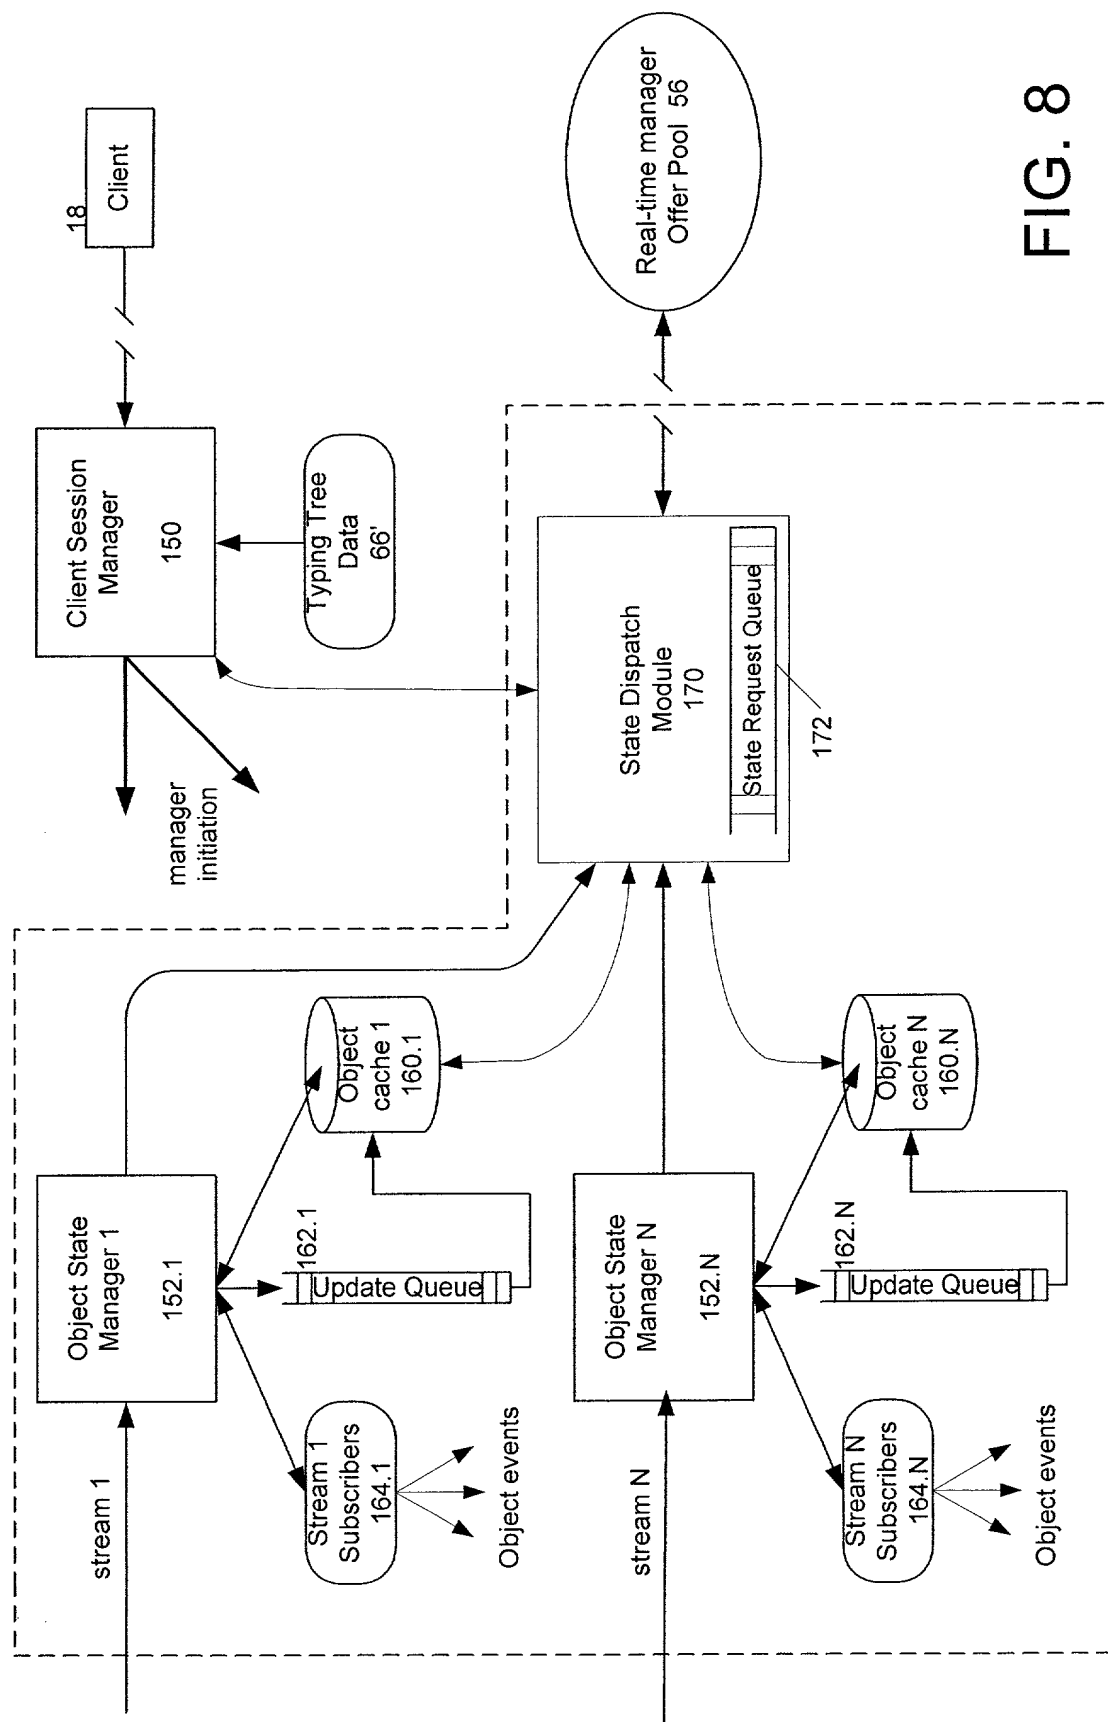 18
Client
Client Session
Manager
150
Typing Tree
Data
66'
manager
initiation
Real-time manager
Offer Pool 56
State Dispatch
Module
170
State Request Queue
172
stream 1
Object State
Manager 1
152.1
162.1
Update Queue
Object
cache 1
160.1
Stream 1
Subscribers
164.1
Object events
stream N
Object State
Manager N
152.N
162.N
Update Queue
Object
cache N
160.N
Stream N
Subscribers
164.N
Object events
FIG. 8